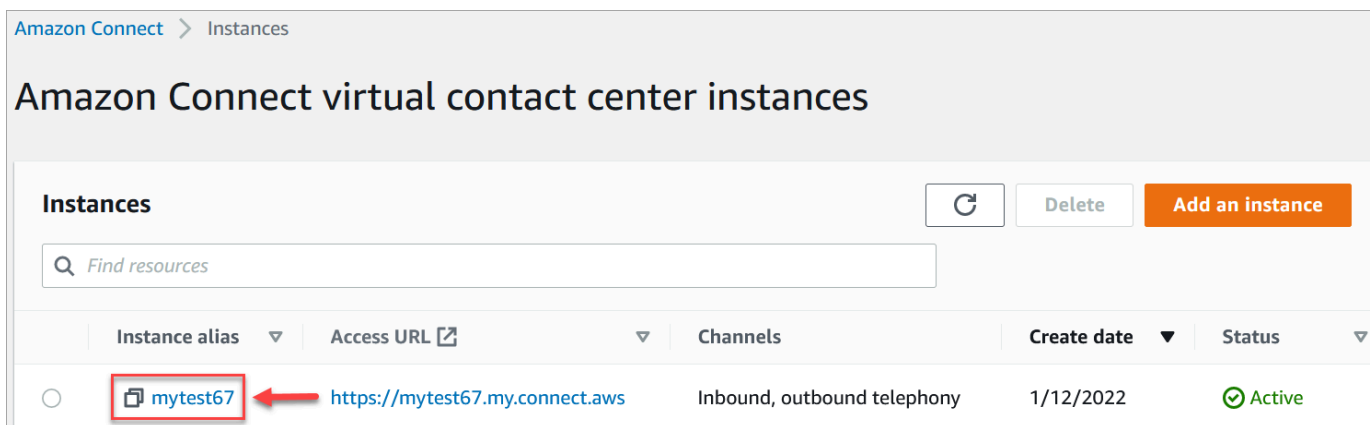 Amazon Connect > Instances
Amazon Connect virtual contact center instances
Instances
Delete
Add an instance
Find resources
Instance alias Access URL Channels Create date Status
mytest67 https://mytest67.my.connect.aws Inbound, outbound telephony 1/12/2022 Active